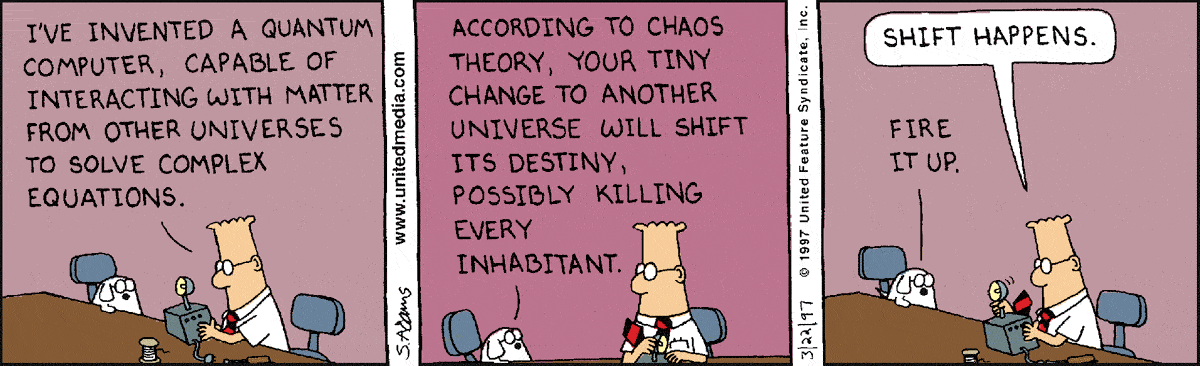 I'VE INVENTED A QUANTUM
COMPUTER, CAPABLE OF
INTERACTING WITH MATTER
FROM OTHER UNIVERSES
TO SOLVE COMPLEX
EQUATIONS.
www.unitedmedia.com
S.Adams
ACCORDING TO CHAOS
THEORY, YOUR TINY
CHANGE TO ANOTHER
UNIVERSE WILL SHIFT
ITS DESTINY,
POSSIBLY KILLING
EVERY
INHABITANT.
3/22/97 © 1997 United Feature Syndicate, Inc.
SHIFT HAPPENS.
FIRE
IT UP.